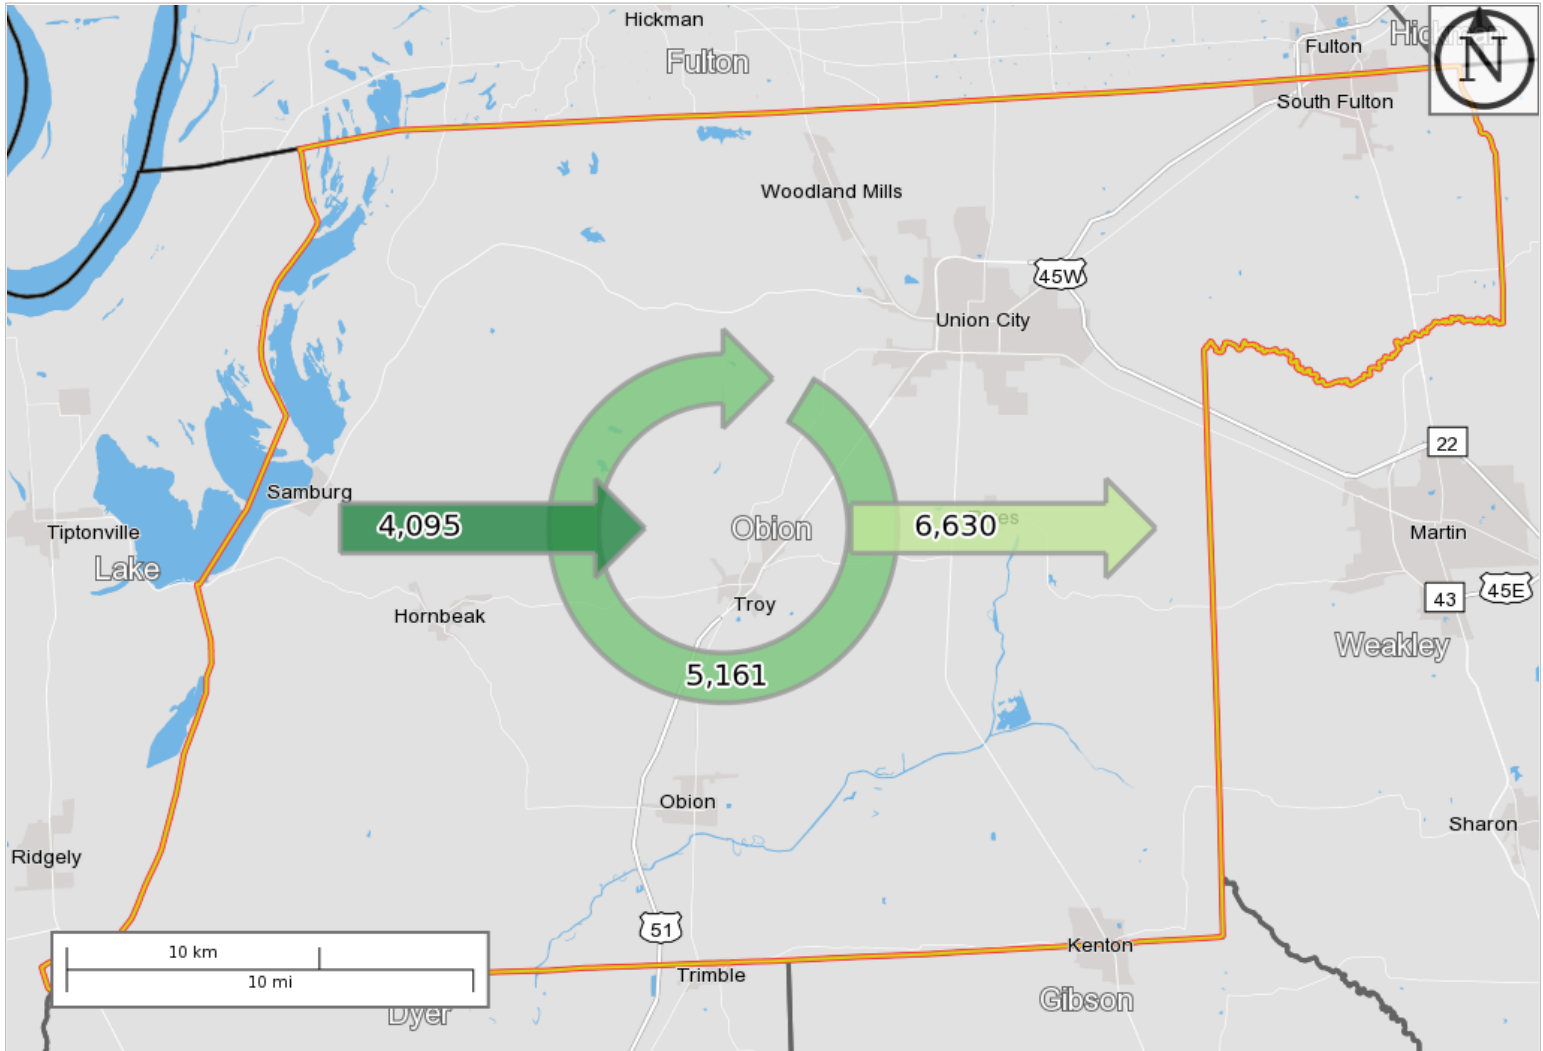 Hickman
Fulton
Fulton
N
South Fulton
Woodland Mills
45W
Union City
22
Samburg
4,095
Obion
6,630
Tiptonville
Martin
Lake
45E
43
Troy
Hornbeak
Weakley
5,161
Obion
Sharon
Ridgely
51
Kenton
10 km
Trimble
10 mi
Gibson
Dyer